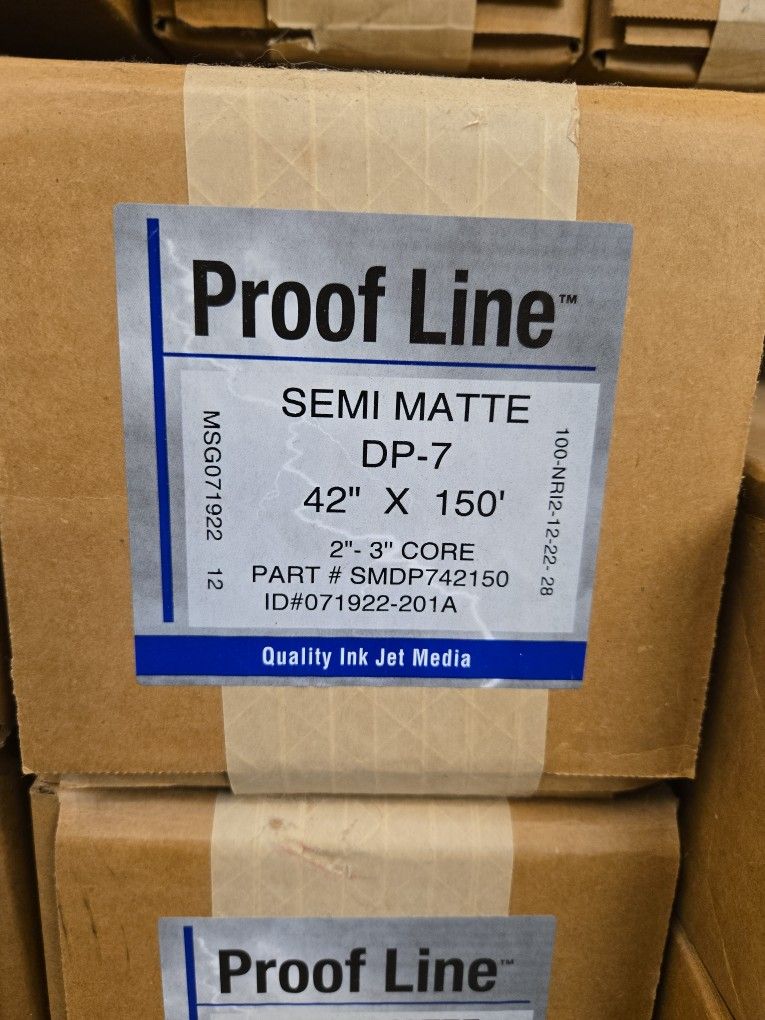 Proof Line™
SEMI MATTE
DP-7
42" X 150'
2"- 3" CORE
PART # SMDP742150
ID#071922-201A
MSG071922 12
100-NRI2-12-22- 28
Quality Ink Jet Media
Proof Line™